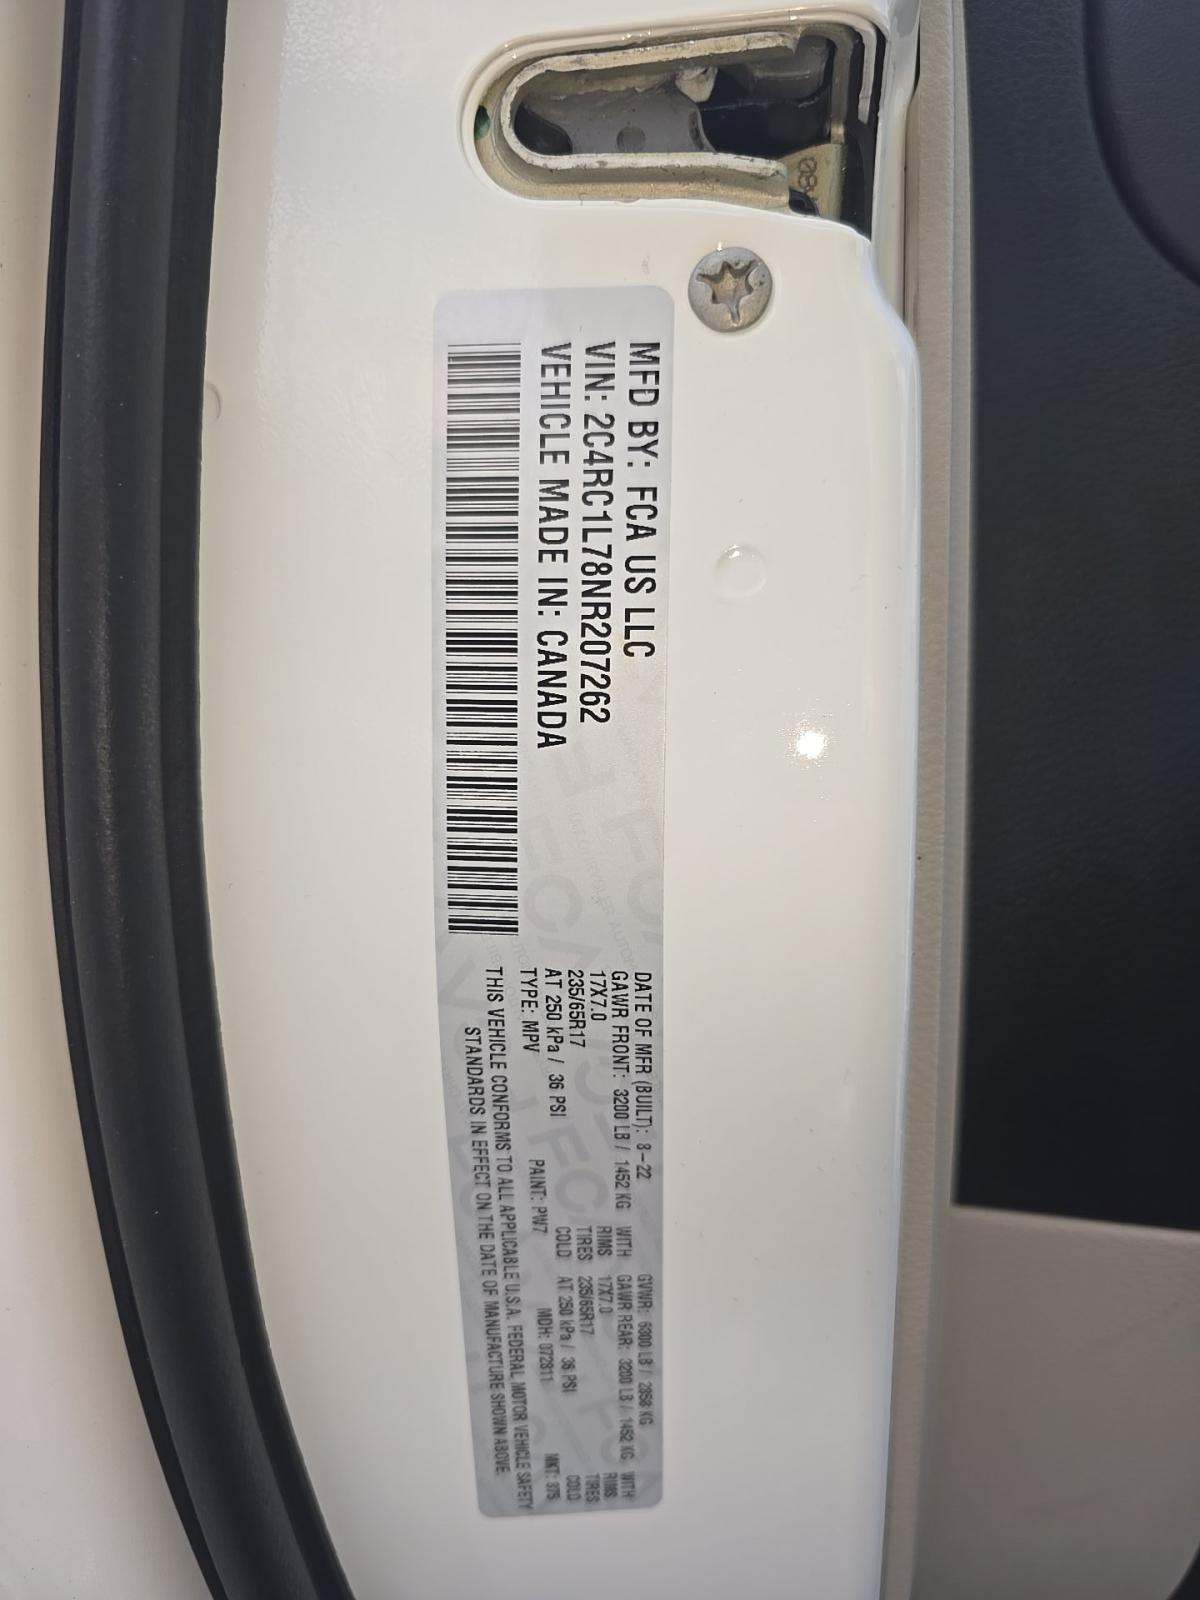 MFD BY: FCA US LLC
VIN: 2C4RC1L78NR207262
VEHICLE MADE IN: CANADA
DATE OF MFR (BUILT): 8-22 GVWR: 6300 LB / 2858 KG
GAWR FRONT: 3200 LB / 1452 KG WITH GAWR REAR: 3200 LB / 1452 KG WITH
17X7.0 RIMS 17X7.0 RIMS
235/65R17 TIRES 235/65R17 TIRES
AT 250 kPa / 36 PSI COLD AT 250 kPa / 36 PSI COLD
TYPE: MPV PAINT: PW7 MDH: 072811 MKT:
THIS VEHICLE CONFORMS TO ALL APPLICABLE U.S.A. FEDERAL MOTOR VEHICLE SAFETY
STANDARDS IN EFFECT ON THE DATE OF MANUFACTURE SHOWN ABOVE.